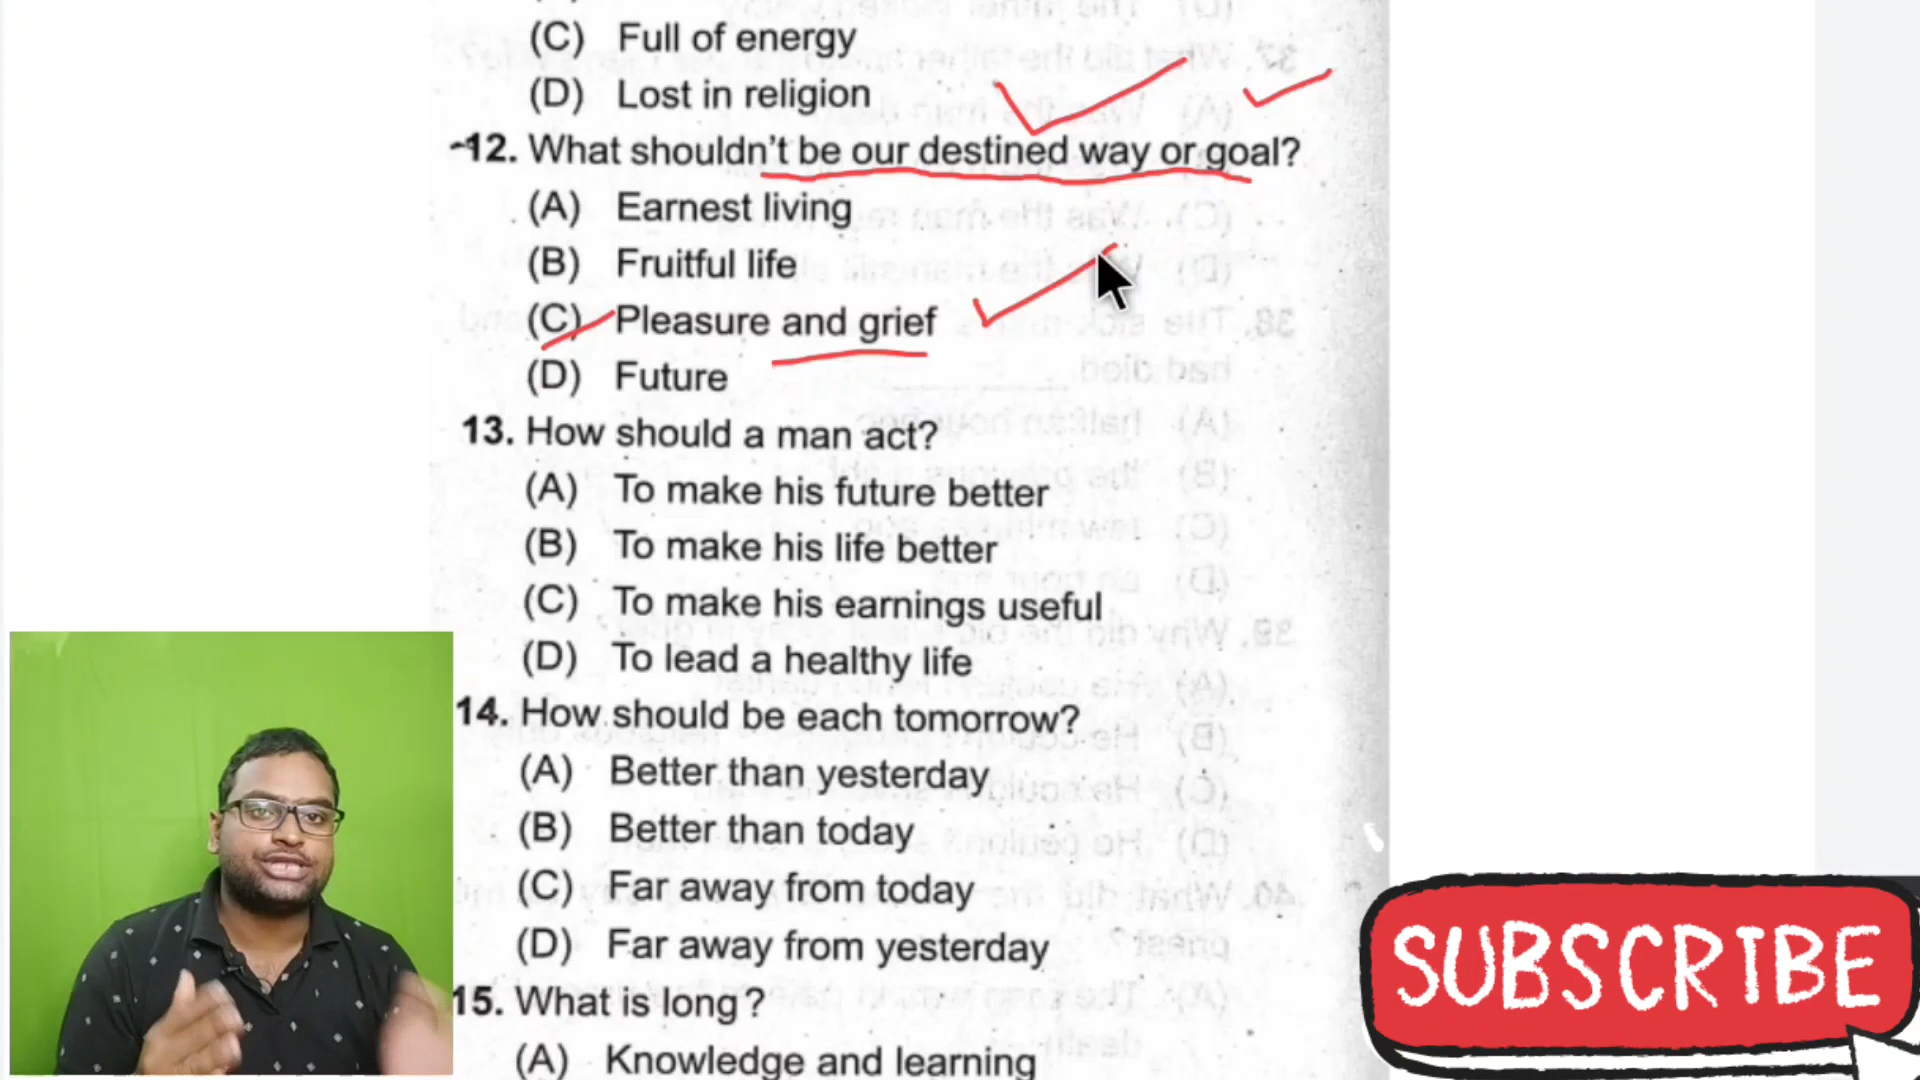 (C) Full of energy
(D) Lost in religion
12. What shouldn't be our destined way or goal?
(A) Earnest living
(B) Fruitful life
(C) Pleasure and grief
(D) Future
13. How should a man act?
(A) To make his future better
(B) To make his life better
(C) To make his earnings useful
(D) To lead a healthy life
14. How should be each tomorrow?
(A) Better than yesterday
(B) Better than today
(C) Far away from today
(D) Far away from yesterday
15. What is long?
(A) Knowledge and learning
SUBSCRIBE